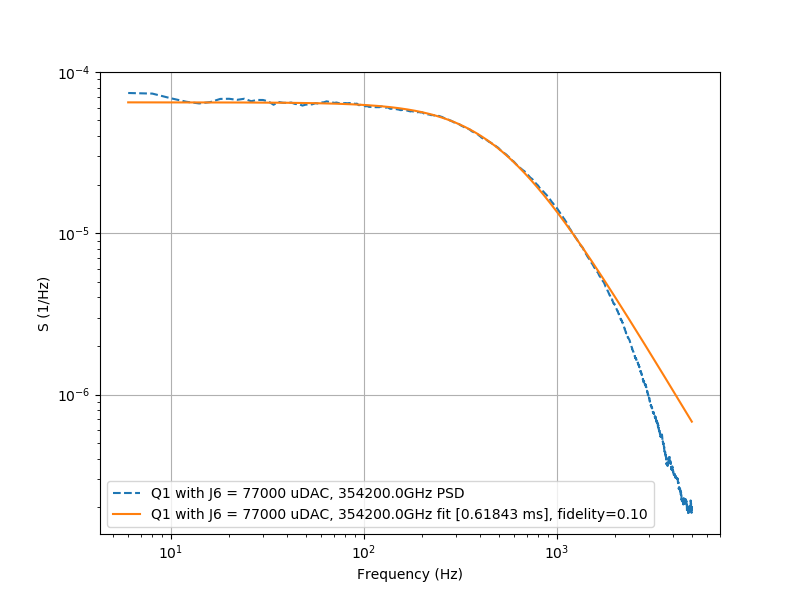 10⁻⁴
10⁻⁵
10⁻⁶
S (1/Hz)
Q1 with J6 = 77000 uDAC, 354200.0GHz PSD
Q1 with J6 = 77000 uDAC, 354200.0GHz fit [0.61843 ms], fidelity=0.10
10¹ 10² 10³
Frequency (Hz)